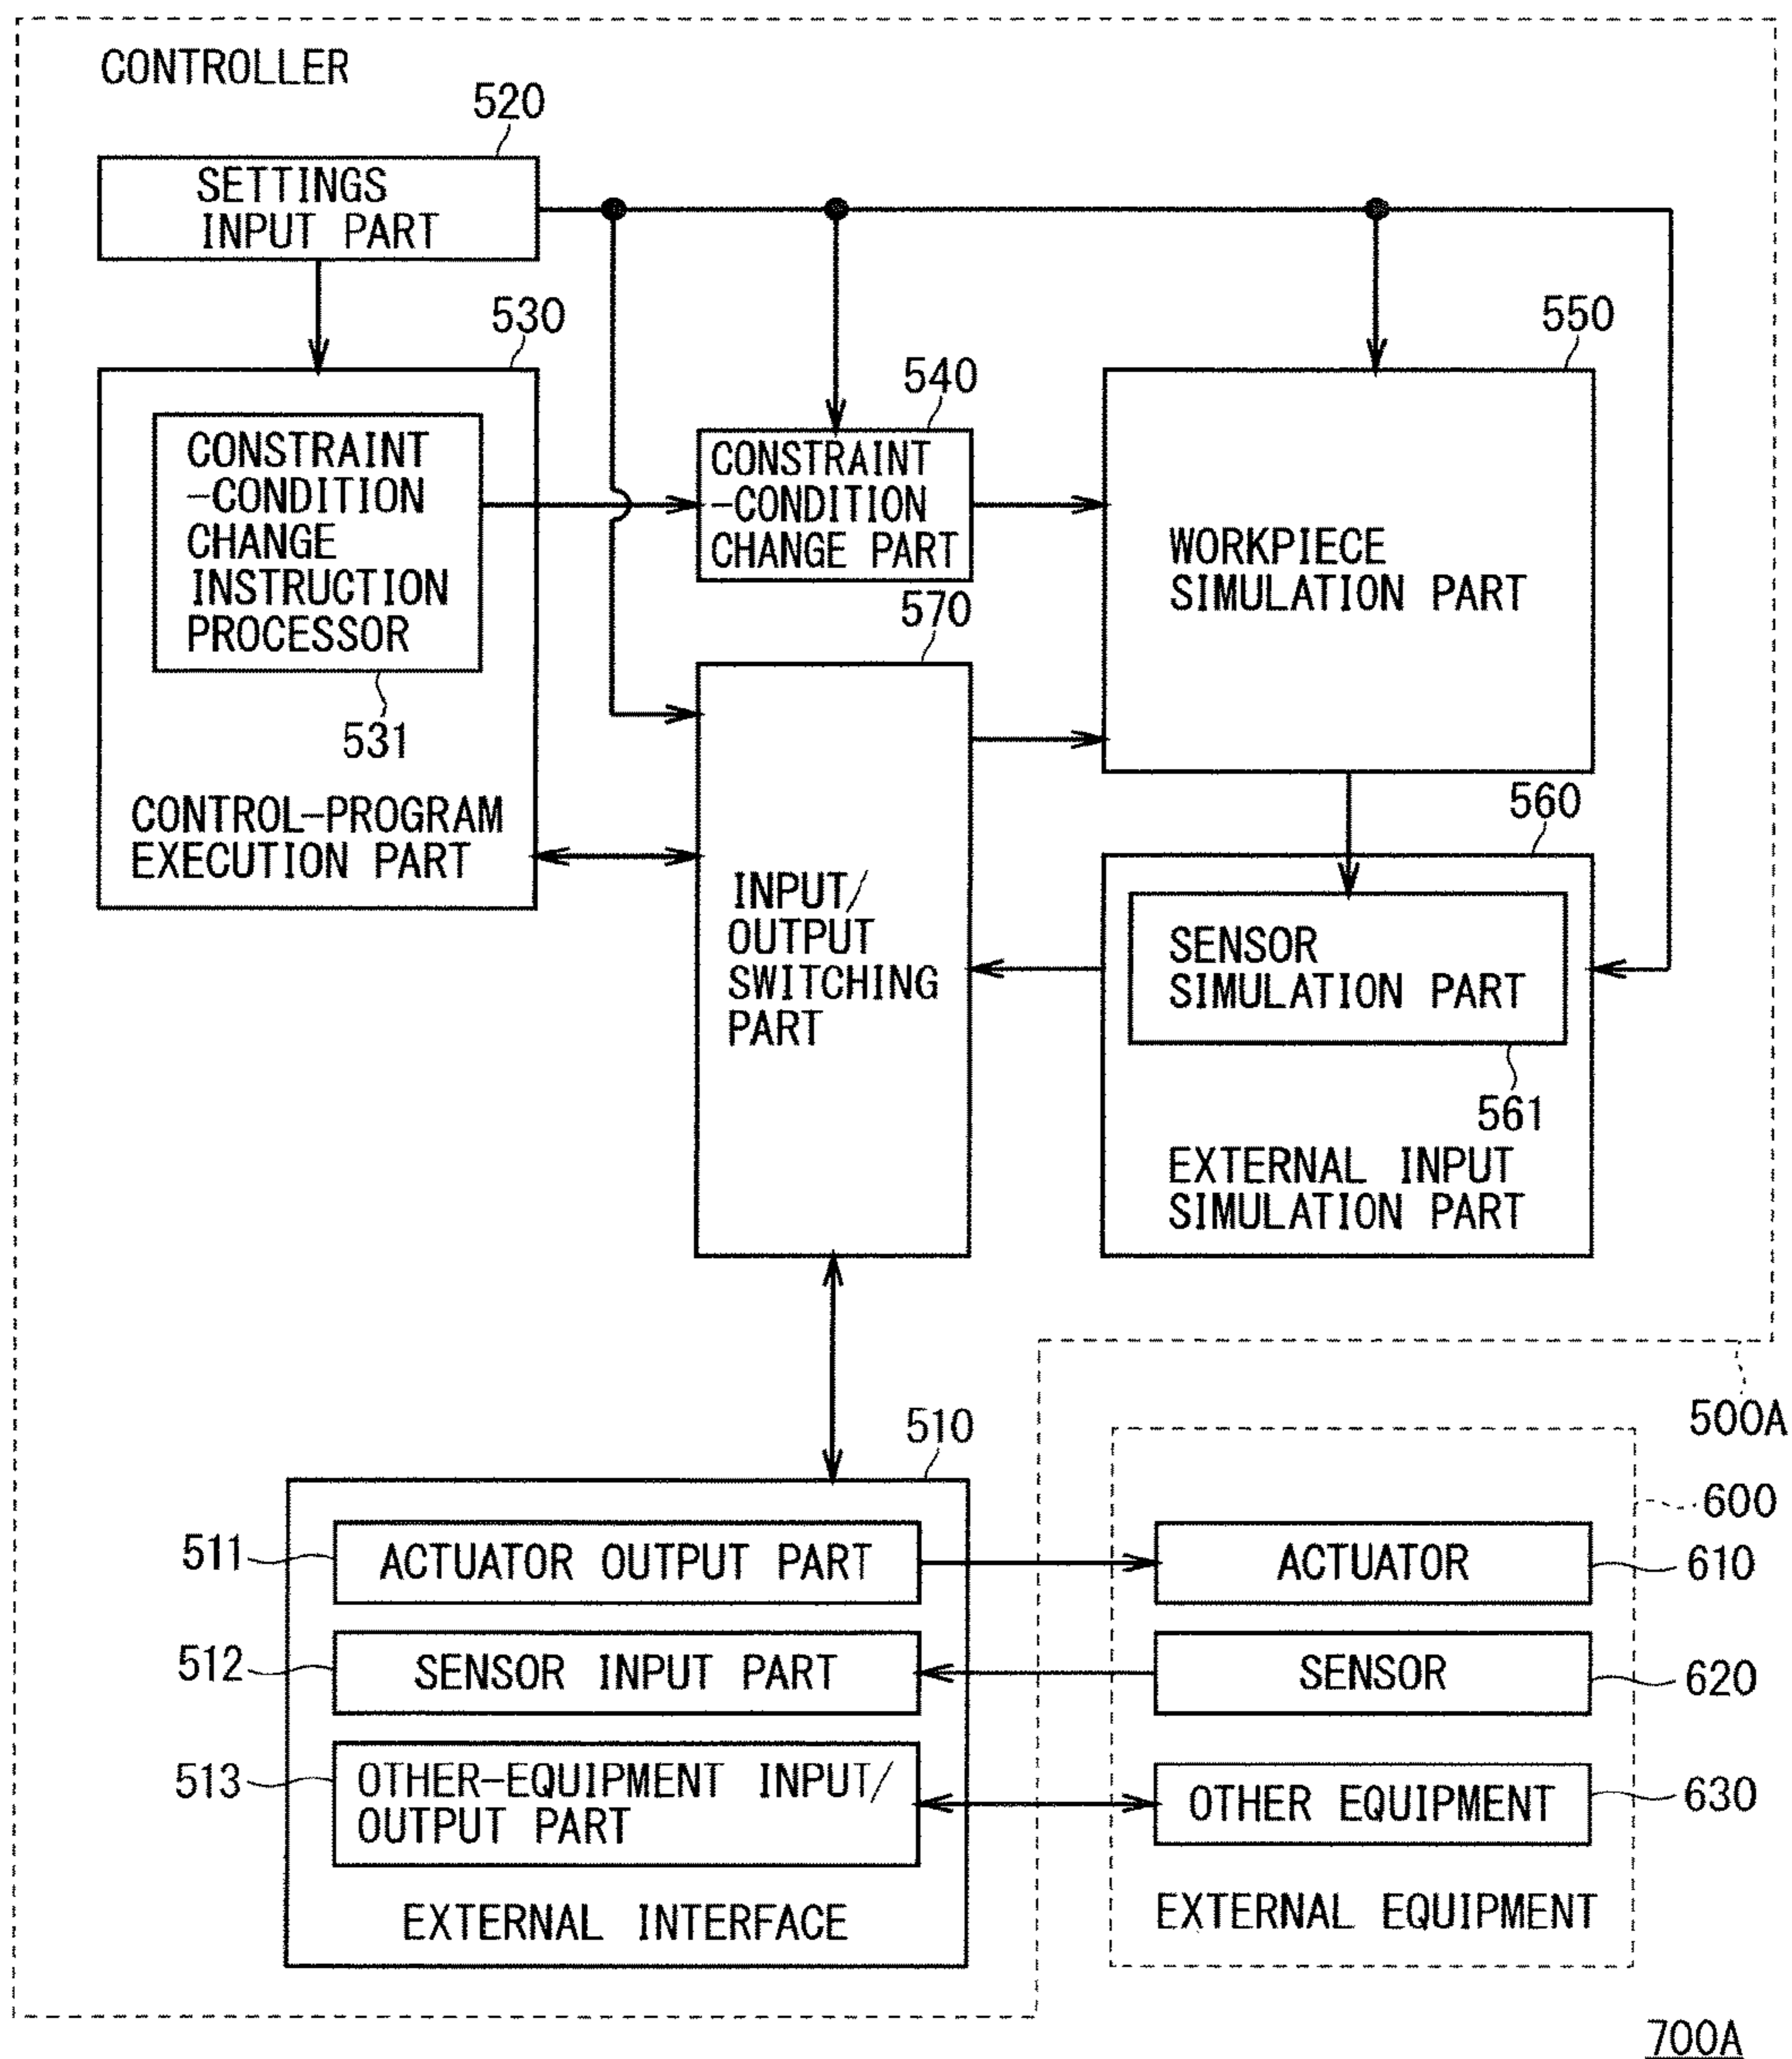 CONTROLLER
520
SETTINGS
INPUT PART
530
550
540
CONSTRAINT
-CONDITION
CHANGE
INSTRUCTION
PROCESSOR
531
CONTROL-PROGRAM
EXECUTION PART
CONSTRAINT
-CONDITION
CHANGE PART
570
WORKPIECE
SIMULATION PART
560
INPUT/
OUTPUT
SWITCHING
PART
SENSOR
SIMULATION PART
561
EXTERNAL INPUT
SIMULATION PART
500A
510
600
511
ACTUATOR OUTPUT PART
ACTUATOR
610
512
SENSOR INPUT PART
SENSOR
620
513
OTHER-EQUIPMENT INPUT/
OUTPUT PART
OTHER EQUIPMENT
630
EXTERNAL INTERFACE
EXTERNAL EQUIPMENT
700A